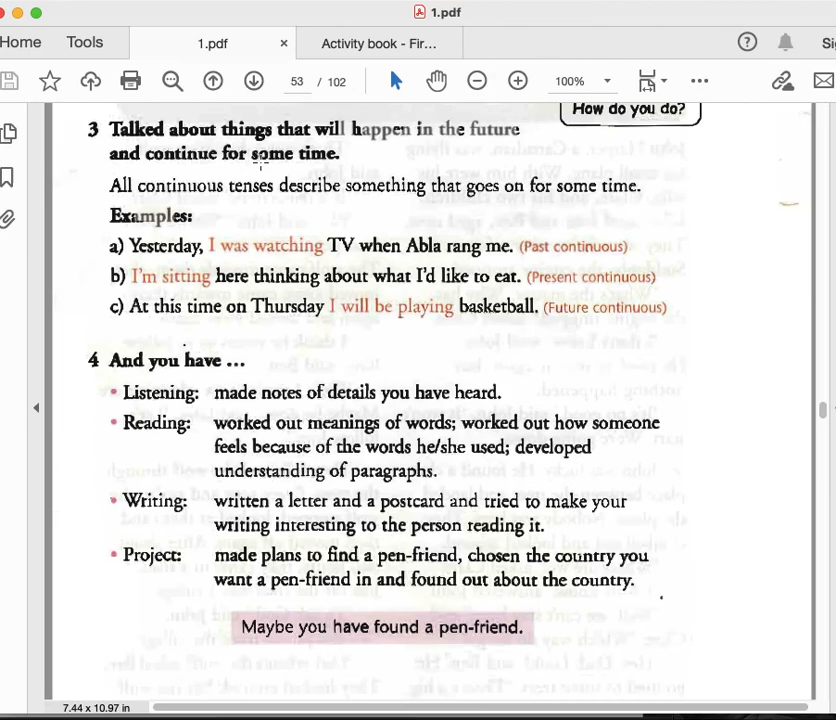 1.pdf
Home Tools 1.pdf × Activity book - Fir... ?
53 / 102 100%
How do you do?
3 Talked about things that will happen in the future
and continue for some time.
All continuous tenses describe something that goes on for some time.
Examples:
a) Yesterday, I was watching TV when Abla rang me. (Past continuous)
b) I'm sitting here thinking about what I'd like to eat. (Present continuous)
c) At this time on Thursday I will be playing basketball. (Future continuous)
4 And you have ...
• Listening: made notes of details you have heard.
• Reading: worked out meanings of words; worked out how someone
feels because of the words he/she used; developed
understanding of paragraphs.
• Writing: written a letter and a postcard and tried to make your
writing interesting to the person reading it.
• Project: made plans to find a pen-friend, chosen the country you
want a pen-friend in and found out about the country.
Maybe you have found a pen-friend.
7.44 x 10.97 in